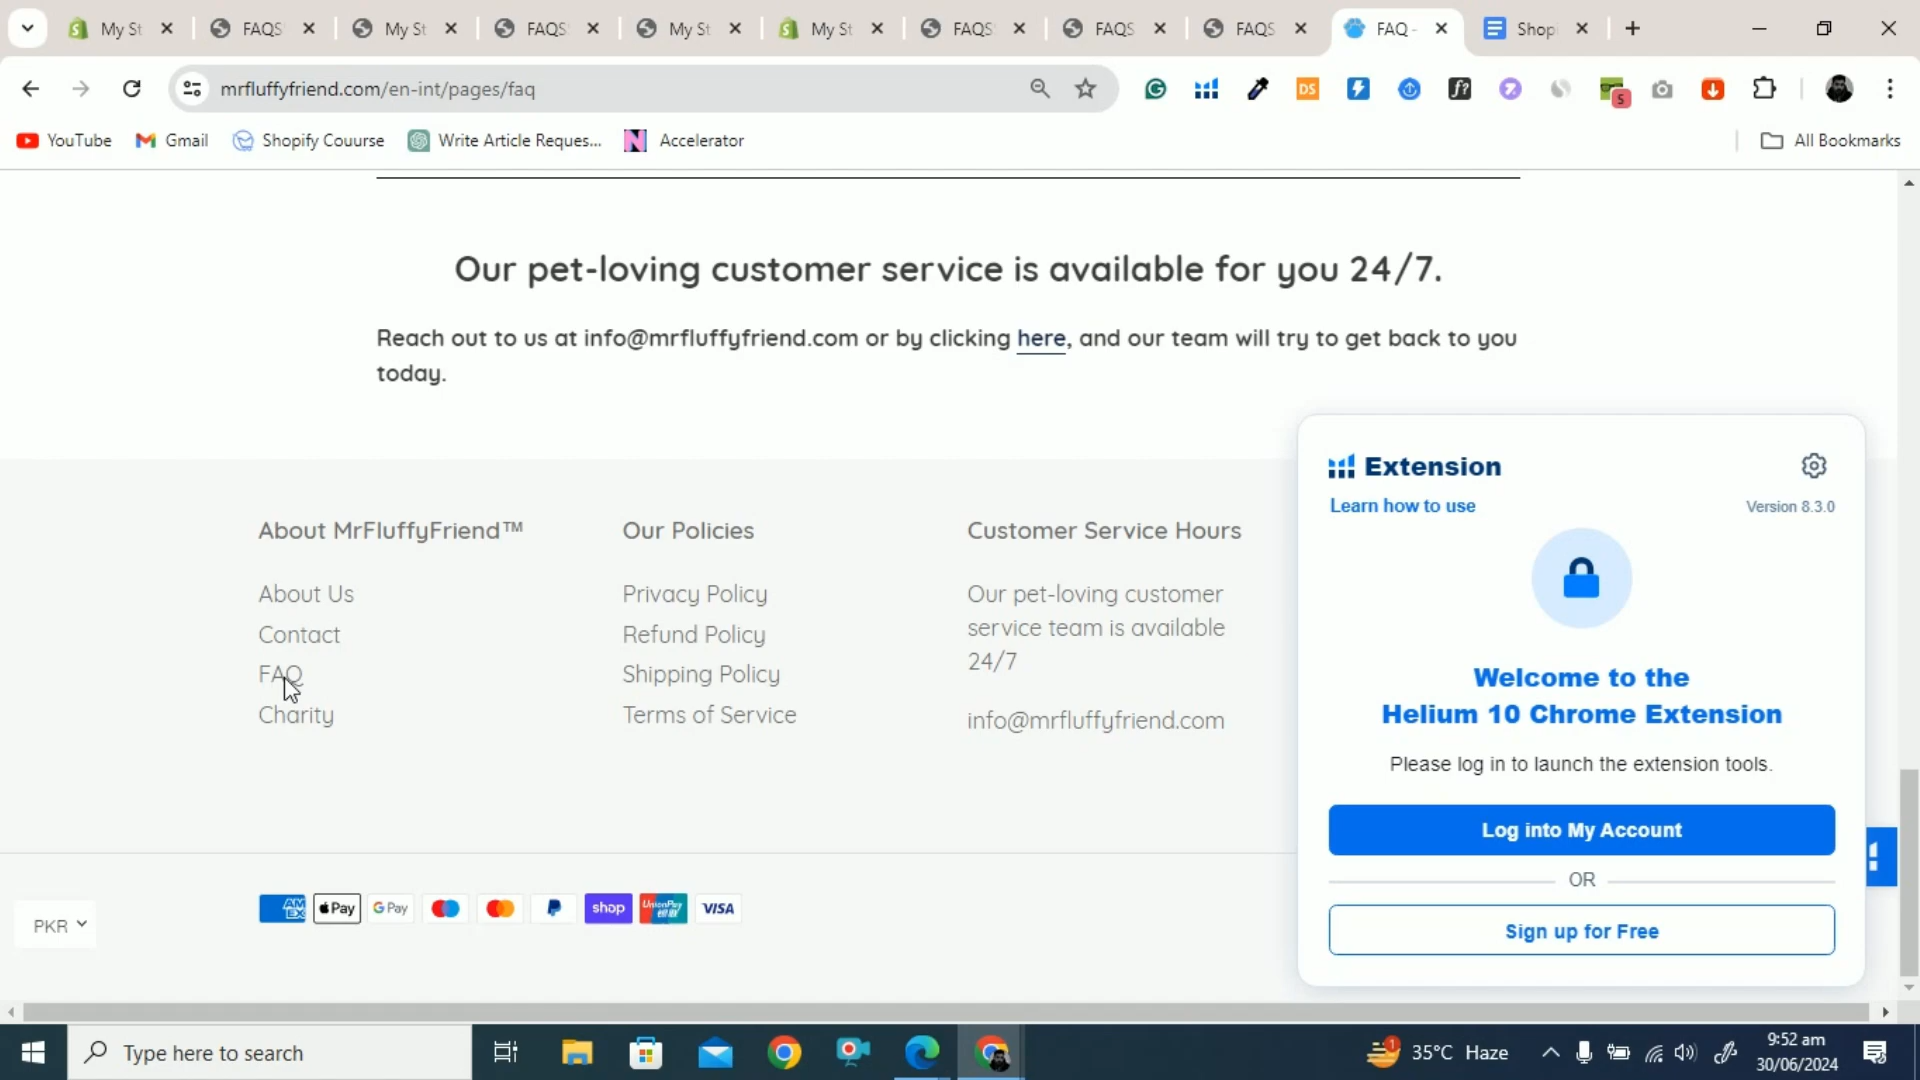 My St
FAQS
My St
FAQS
My St
My St
FAQS
FAQS
FAQS
FAQ -
Shop
mrfluffyfriend.com/en-int/pages/faq
DS
f?
5
YouTube
Gmail
Shopify Couurse
Write Article Reques...
Accelerator
All Bookmarks
Our pet-loving customer service is available for you 24/7.
Reach out to us at info@mrfluffyfriend.com or by clicking here, and our team will try to get back to you
today.
About MrFluffyFriend™
About Us
Contact
FAQ
Charity
Our Policies
Privacy Policy
Refund Policy
Shipping Policy
Terms of Service
Customer Service Hours
Our pet-loving customer
service team is available
24/7
info@mrfluffyfriend.com
Extension
Learn how to use
Version 8.3.0
Welcome to the
Helium 10 Chrome Extension
Please log in to launch the extension tools.
Log into My Account
OR
Sign up for Free
PKR
AM EX
Pay
G Pay
shop
UnionPay
VISA
Type here to search
1
35°C Haze
9:52 am
30/06/2024